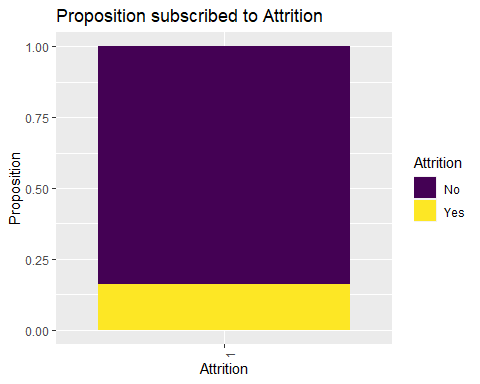 Proposition subscribed to Attrition
1.00
0.75
0.50
0.25
0.00
Proposition
1
Attrition
Attrition
No
Yes